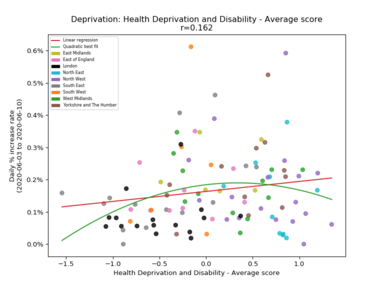 Deprivation: Health Deprivation and Disability - Average score
r=0.162
Linear regression
Quadratic best fit
East Midlands
East of England
London
North East
North West
South East
South West
West Midlands
Yorkshire and The Humber
Daily % increase rate
(2020-06-03 to 2020-06-10)
0.6%
0.5%
0.4%
0.3%
0.2%
0.1%
0.0%
−1.5
−1.0
−0.5
0.0
0.5
1.0
Health Deprivation and Disability - Average score